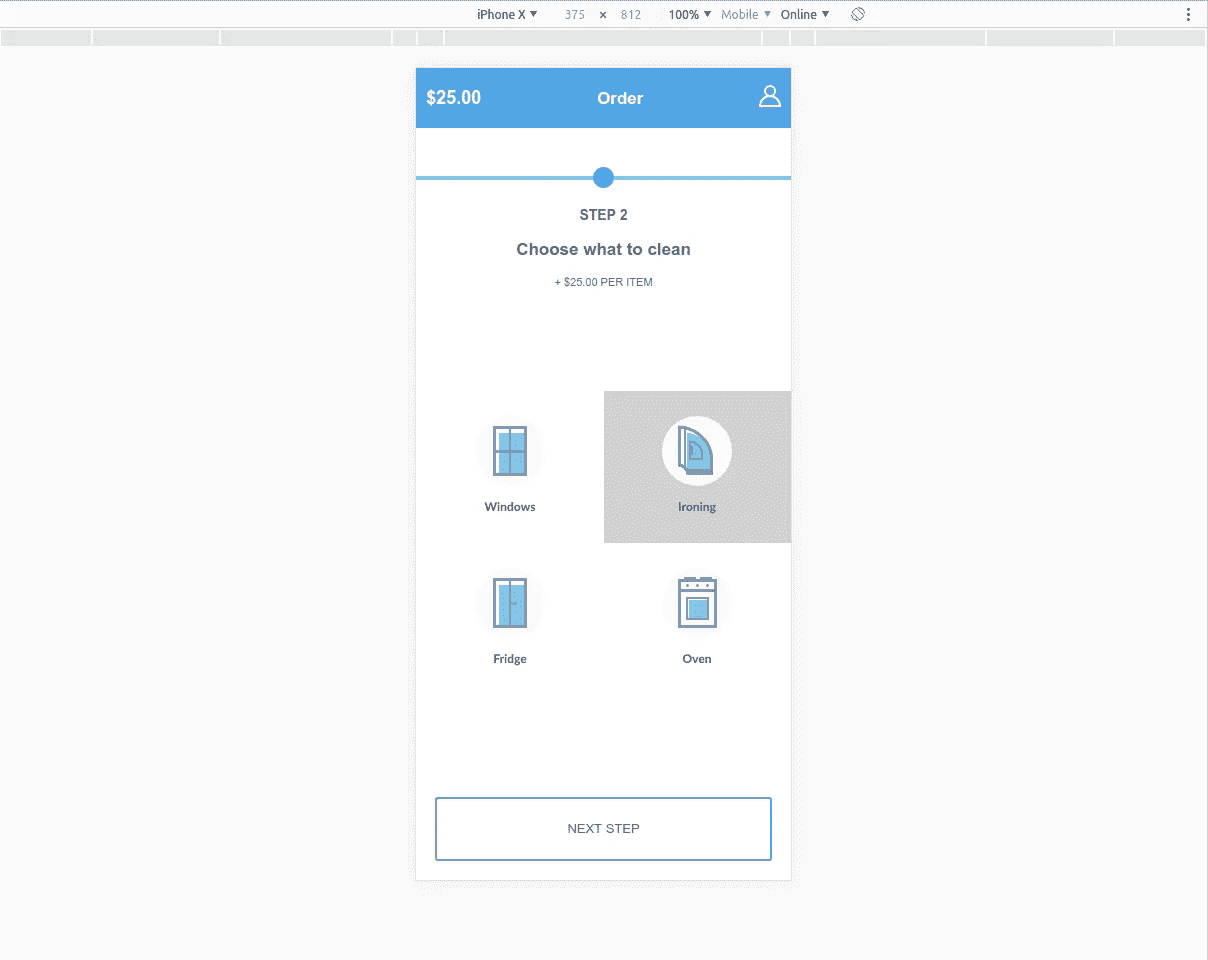 iPhone X 375 × 812 100% Mobile Online
$25.00 Order
STEP 2
Choose what to clean
+ $25.00 PER ITEM
Windows Ironing
Fridge Oven
NEXT STEP